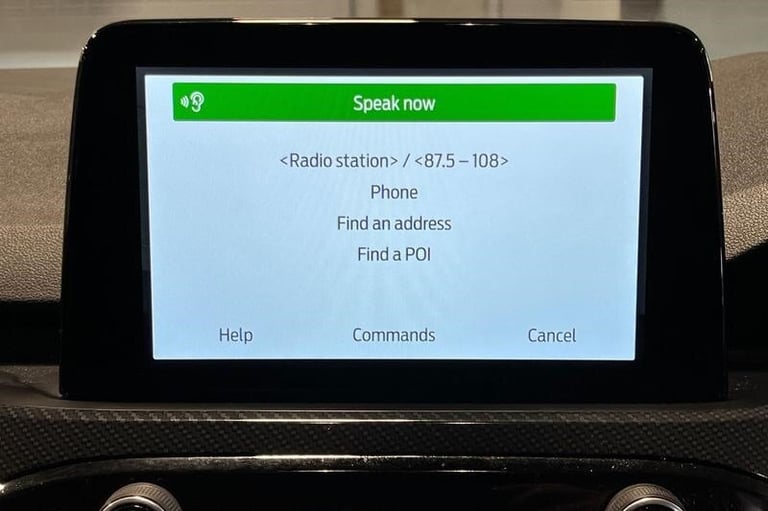 Speak now
<Radio station> / <87.5 – 108>
Phone
Find an address
Find a POI
Help Commands Cancel